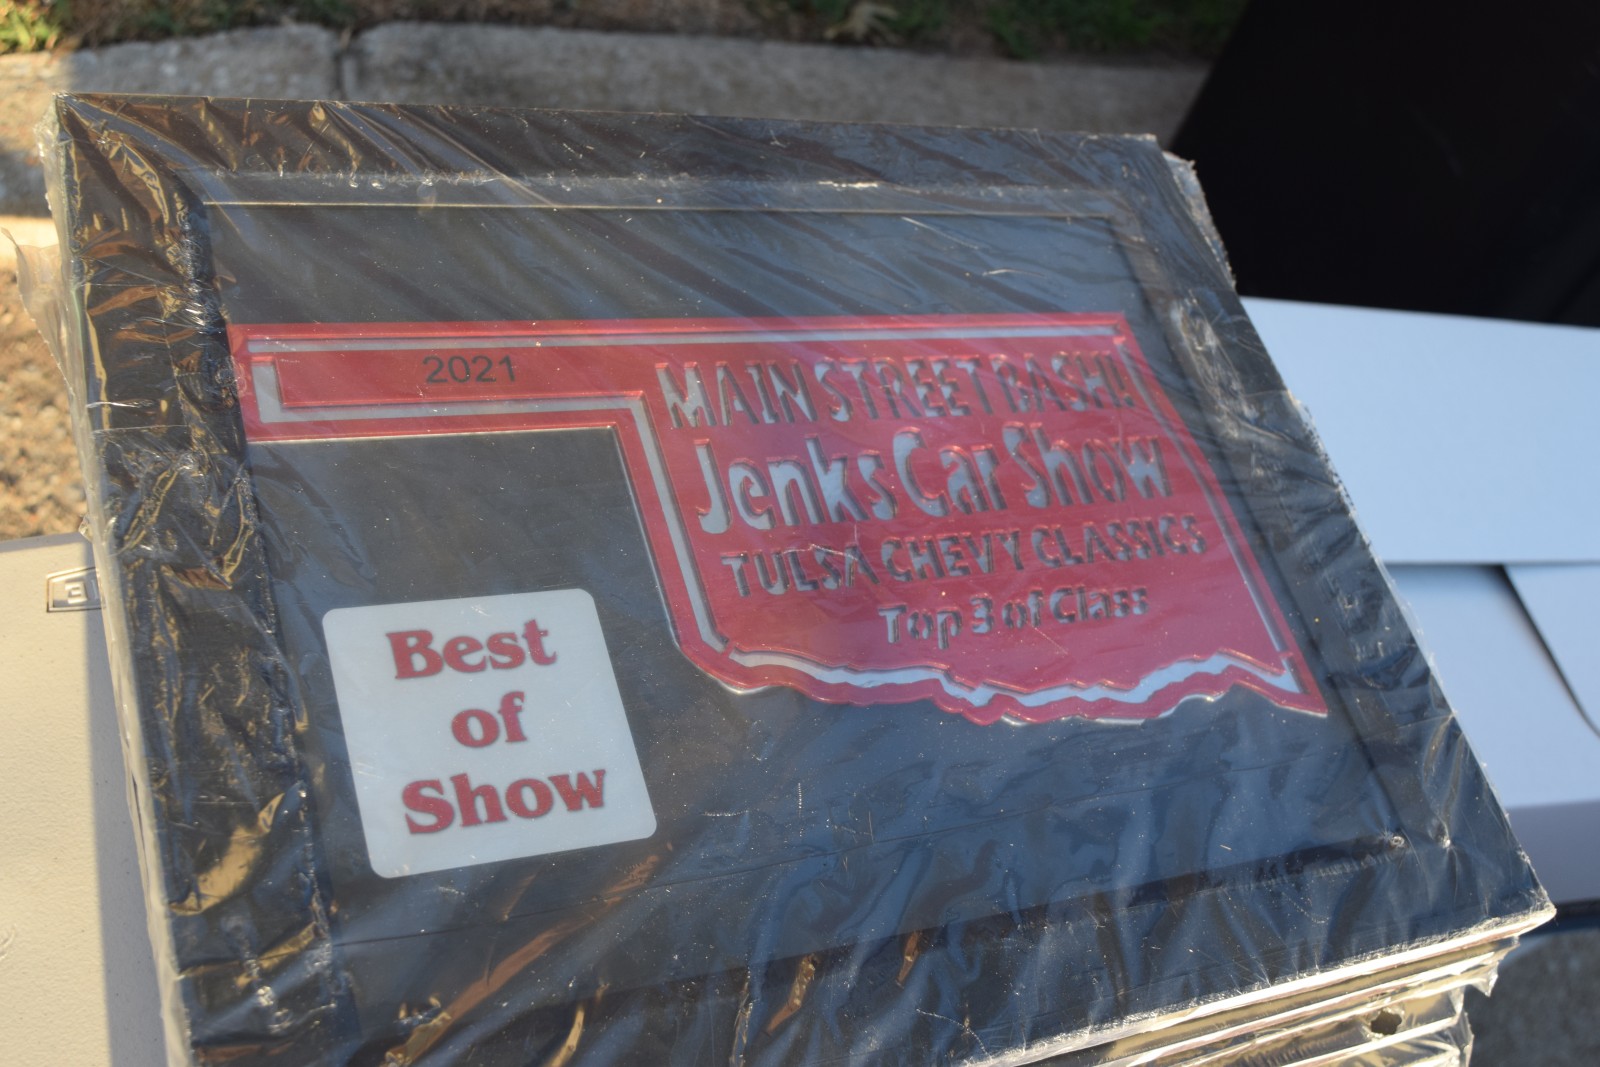 2021
MAIN STREET BASH!
Jenks Car Show
TULSA CHEVY CLASSICS
Top 3 of Class
Best
of
Show